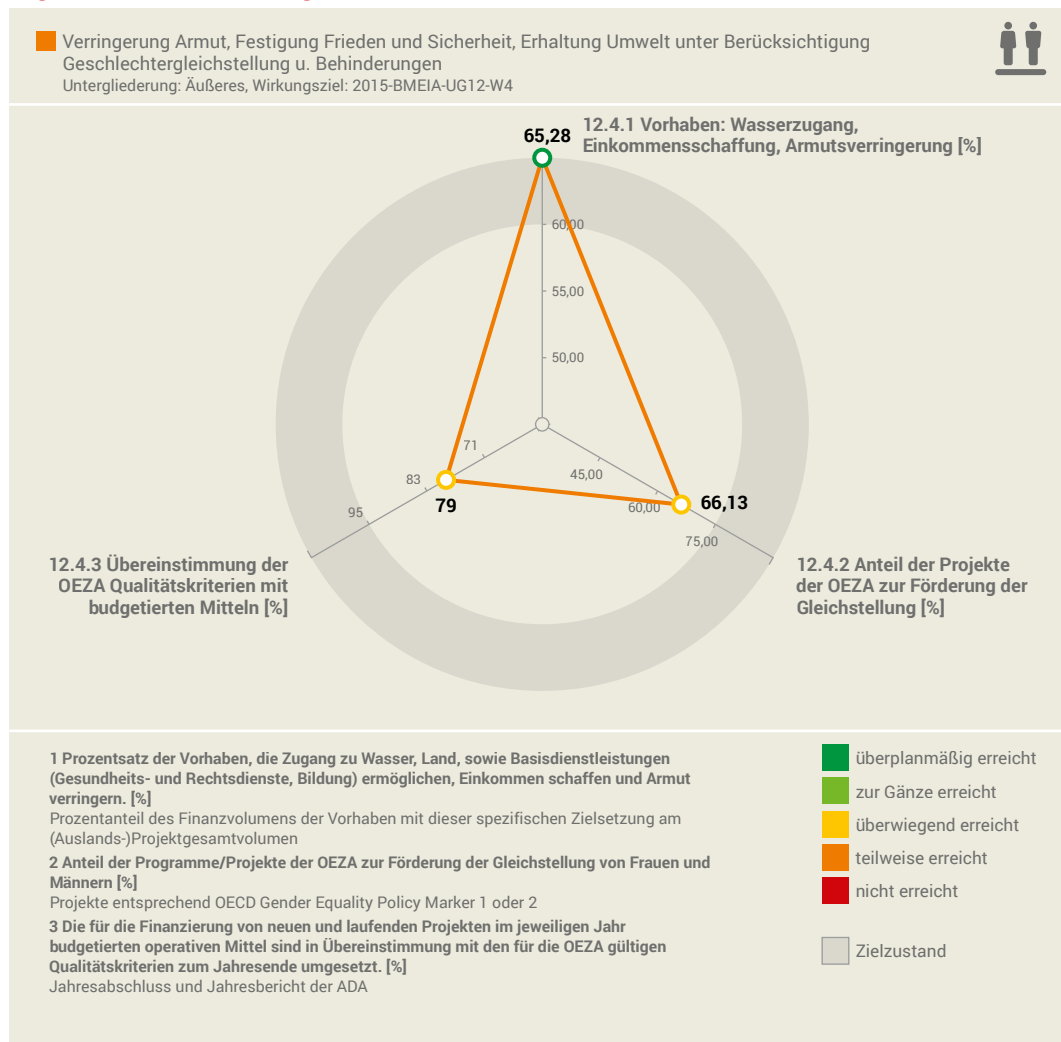 Verringerung Armut, Festigung Frieden und Sicherheit, Erhaltung Umwelt unter Berücksichtigung
Geschlechtergleichstellung u. Behinderungen
Untergliederung: Äußeres, Wirkungsziel: 2015-BMEIA-UG12-W4
65,28
12.4.1 Vorhaben: Wasserzugang,
Einkommensschaffung, Armutsverringerung [%]
60,00
55,00
50,00
71
83
95
79
45,00
60,00
75,00
66,13
12.4.3 Übereinstimmung der
OEZA Qualitätskriterien mit
budgetierten Mitteln [%]
12.4.2 Anteil der Projekte
der OEZA zur Förderung der
Gleichstellung [%]
1 Prozentsatz der Vorhaben, die Zugang zu Wasser, Land, sowie Basisdienstleistungen
(Gesundheits- und Rechtsdienste, Bildung) ermöglichen, Einkommen schaffen und Armut
verringern. [%]
Prozentanteil des Finanzvolumens der Vorhaben mit dieser spezifischen Zielsetzung am
(Auslands-)Projektgesamtvolumen
2 Anteil der Programme/Projekte der OEZA zur Förderung der Gleichstellung von Frauen und
Männern [%]
Projekte entsprechend OECD Gender Equality Policy Marker 1 oder 2
3 Die für die Finanzierung von neuen und laufenden Projekten im jeweiligen Jahr
budgetierten operativen Mittel sind in Übereinstimmung mit den für die OEZA gültigen
Qualitätskriterien zum Jahresende umgesetzt. [%]
Jahresabschluss und Jahresbericht der ADA
überplanmäßig erreicht
zur Gänze erreicht
überwiegend erreicht
teilweise erreicht
nicht erreicht
Zielzustand